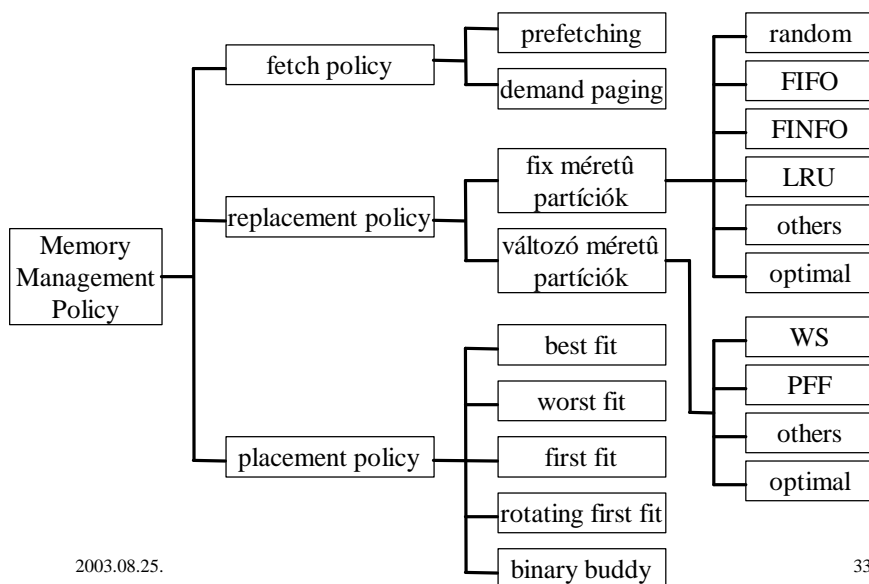 Memory
Management
Policy
fetch policy
prefetching
demand paging
replacement policy
fix méretû
partíciók
random
FIFO
FINFO
LRU
others
optimal
változó méretû
partíciók
WS
PFF
others
optimal
placement policy
best fit
worst fit
first fit
rotating first fit
binary buddy
2003.08.25.
33